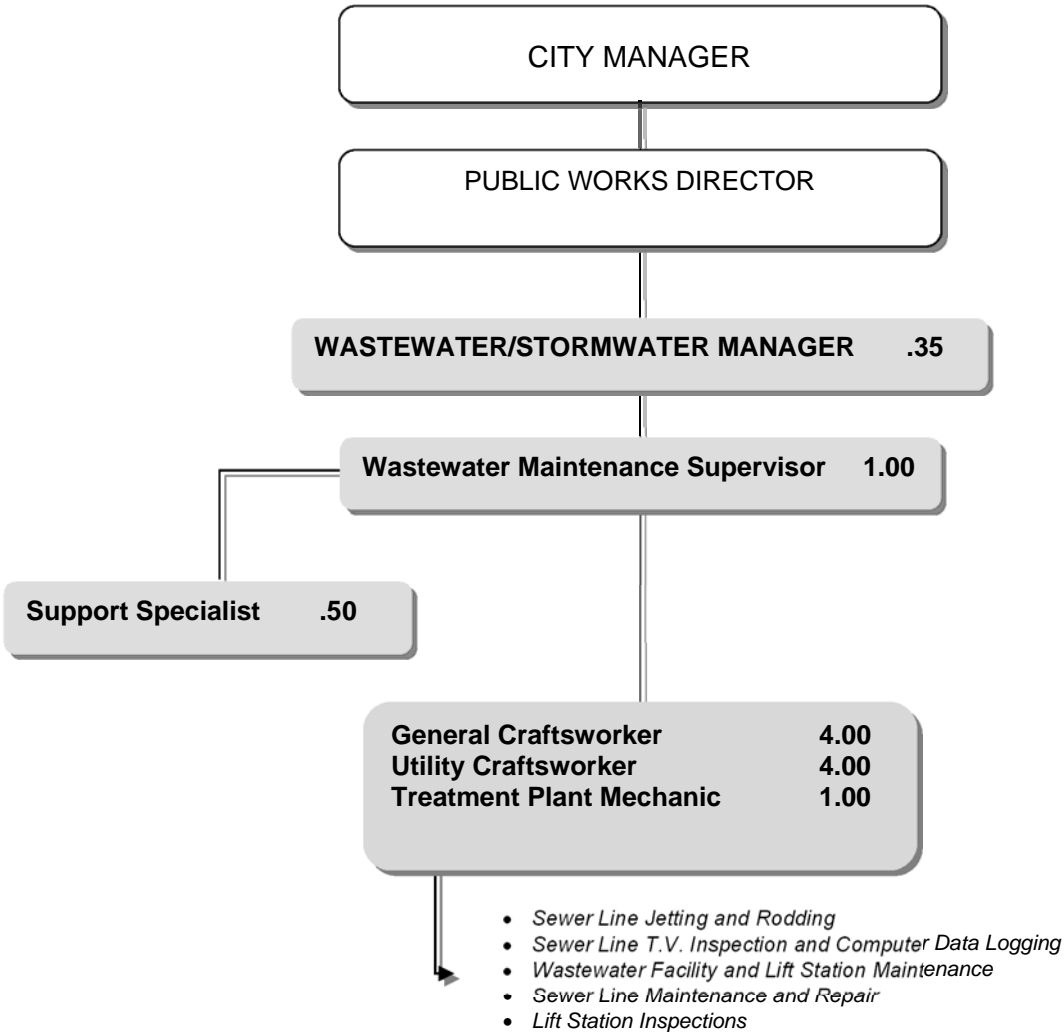 CITY MANAGER
PUBLIC WORKS DIRECTOR
WASTEWATER/STORMWATER MANAGER .35
Wastewater Maintenance Supervisor 1.00
Support Specialist .50
General Craftsworker 4.00
Utility Craftsworker 4.00
Treatment Plant Mechanic 1.00
• Sewer Line Jetting and Rodding
• Sewer Line T.V. Inspection and Computer Data Logging
• Wastewater Facility and Lift Station Maintenance
• Sewer Line Maintenance and Repair
• Lift Station Inspections